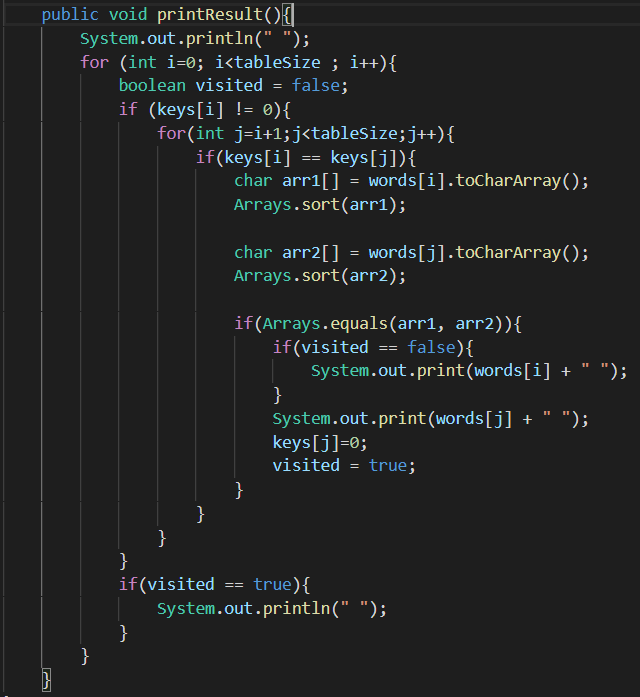 public void printResult(){
System.out.println(" ");
for (int i=0; i<tableSize ; i++){
boolean visited = false;
if (keys[i] != 0){
for(int j=i+1;j<tableSize;j++){
if(keys[i] == keys[j]){
char arr1[] = words[i].toCharArray();
Arrays.sort(arr1);
char arr2[] = words[j].toCharArray();
Arrays.sort(arr2);
if(Arrays.equals(arr1, arr2)){
if(visited == false){
System.out.print(words[i] + " ");
}
System.out.print(words[j] + " ");
keys[j]=0;
visited = true;
}
}
}
}
if(visited == true){
System.out.println(" ");
}
}
}